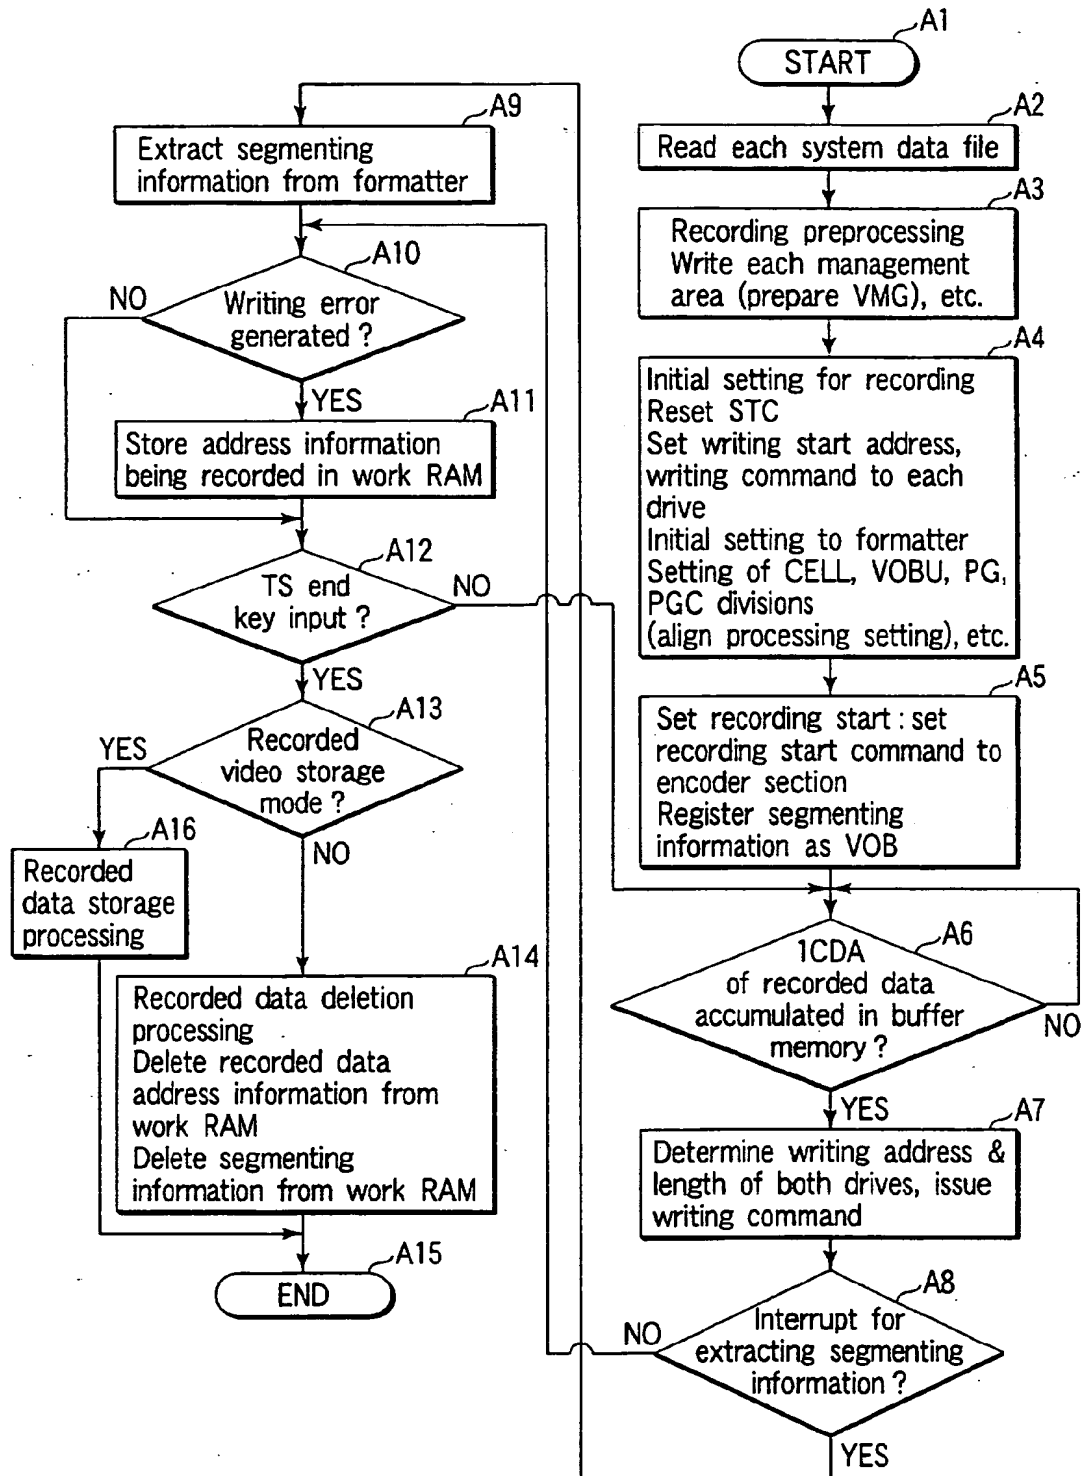 A1
START
A2
Read each system data file
A3
Recording preprocessing
Write each management
area (prepare VMG), etc.
A4
Initial setting for recording
Reset STC
Set writing start address,
writing command to each
drive
Initial setting to formatter
Setting of CELL, VOBU, PG,
PGC divisions
(align processing setting), etc.
A5
Set recording start : set
recording start command to
encoder section
Register segmenting
information as VOB
A6
1CDA
of recorded data
accumulated in buffer
memory ?
NO
YES
A7
Determine writing address &
length of both drives, issue
writing command
A8
Interrupt for
extracting segmenting
information ?
NO
YES
A9
Extract segmenting
information from formatter
A10
Writing error
generated ?
NO
YES
A11
Store address information
being recorded in work RAM
A12
TS end
key input ?
NO
YES
A13
Recorded
video storage
mode ?
YES
NO
A16
Recorded
data storage
processing
A14
Recorded data deletion
processing
Delete recorded data
address information from
work RAM
Delete segmenting
information from work RAM
A15
END